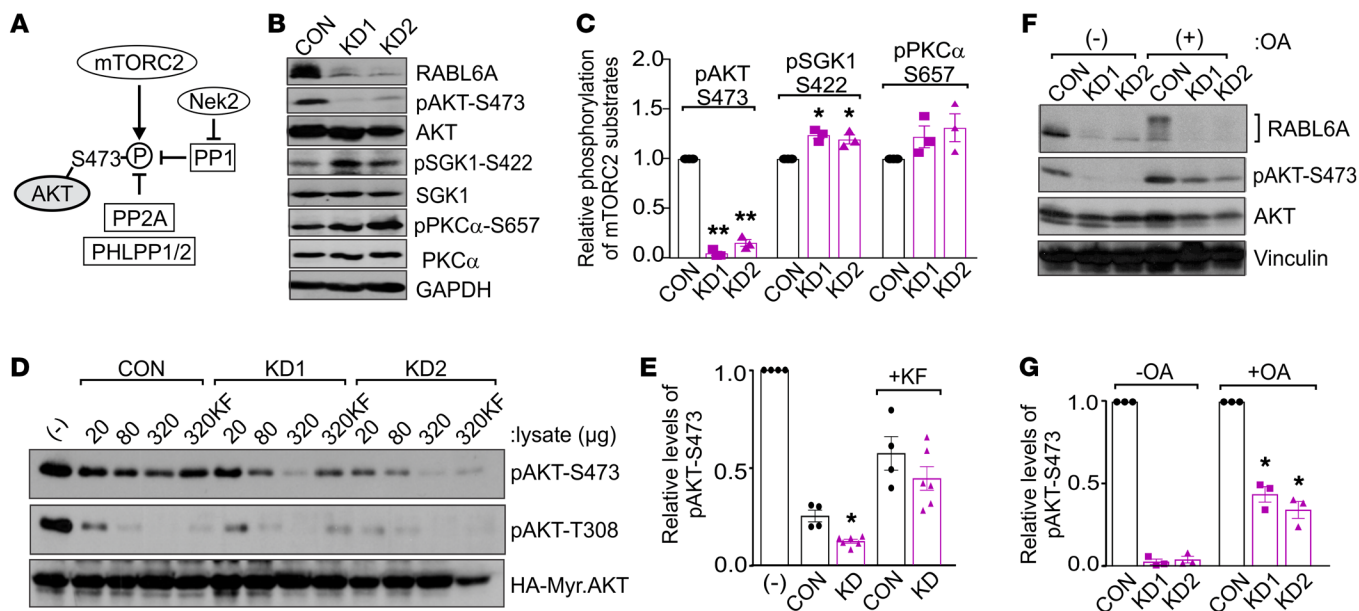 A
mTORC2
Nek2
S473
P
PP1
AKT
PP2A
PHLPP1/2
B
CON KD1 KD2
RABL6A
pAKT-S473
AKT
pSGK1-S422
SGK1
pPKCα-S657
PKCα
GAPDH
C
Relative phosphorylation
of mTORC2 substrates
2.0
1.5
1.0
0.5
0.0
pAKT
S473
pSGK1
S422
pPKCα
S657
** **
* *
CON KD1 KD2 CON KD1 KD2 CON KD1 KD2
D
CON KD1 KD2
(-) 20 80 320 320KF 20 80 320 320KF 20 80 320 320KF :lysate (µg)
pAKT-S473
pAKT-T308
HA-Myr.AKT
E
Relative levels of
pAKT-S473
1.0
0.5
0.0
+KF
*
(-) CON KD CON KD
F
(-) (+) :OA
CON KD1 KD2 CON KD1 KD2
RABL6A
pAKT-S473
AKT
Vinculin
G
Relative levels of
pAKT-S473
1.0
0.5
0.0
-OA +OA
* *
CON KD1 KD2 CON KD1 KD2